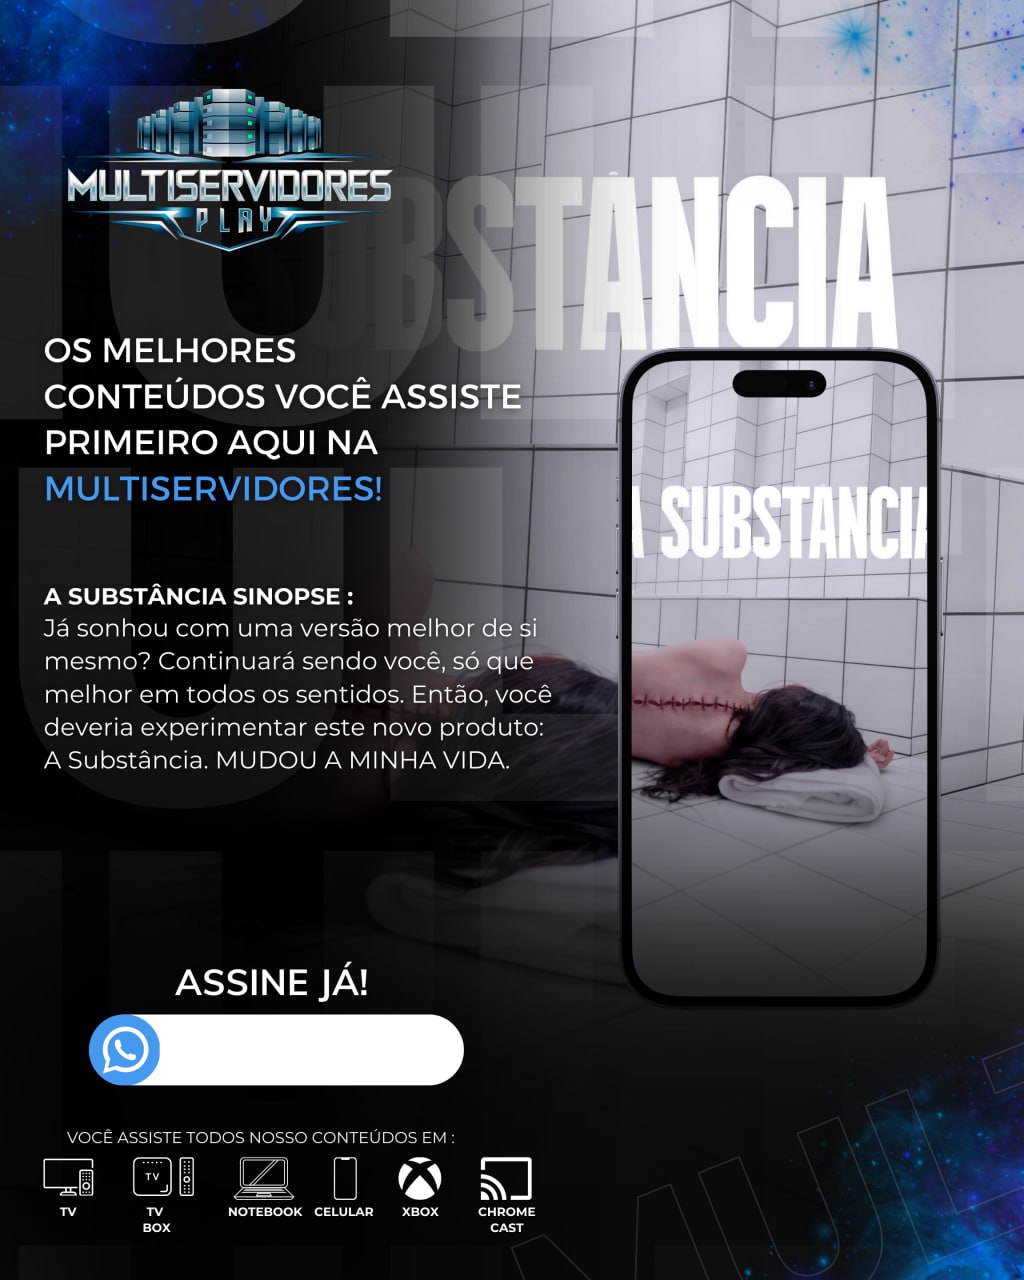 MULTISERVIDORES
PLAY
SUBSTÂNCIA
OS MELHORES
CONTEÚDOS VOCÊ ASSISTE
PRIMEIRO AQUI NA
MULTISERVIDORES!
A SUBSTÂNCIA
A SUBSTÂNCIA SINOPSE :
Já sonhou com uma versão melhor de si
mesmo? Continuará sendo você, só que
melhor em todos os sentidos. Então, você
deveria experimentar este novo produto:
A Substância. MUDOU A MINHA VIDA.
ASSINE JÁ!
VOCÊ ASSISTE TODOS NOSSO CONTEÚDOS EM :
TV
TV
TV
BOX
NOTEBOOK
CELULAR
XBOX
CHROME
CAST